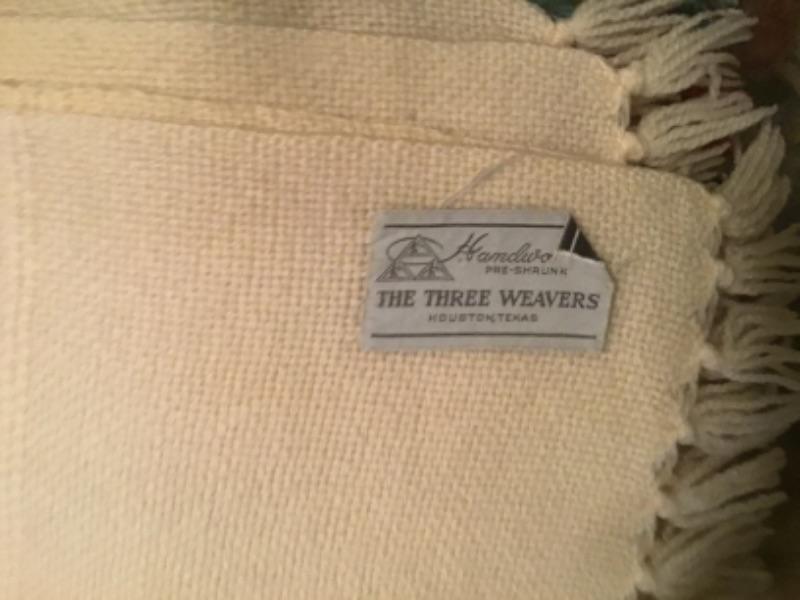 Handwo
PRE-SHRUNK
THE THREE WEAVERS
HOUSTON, TEXAS